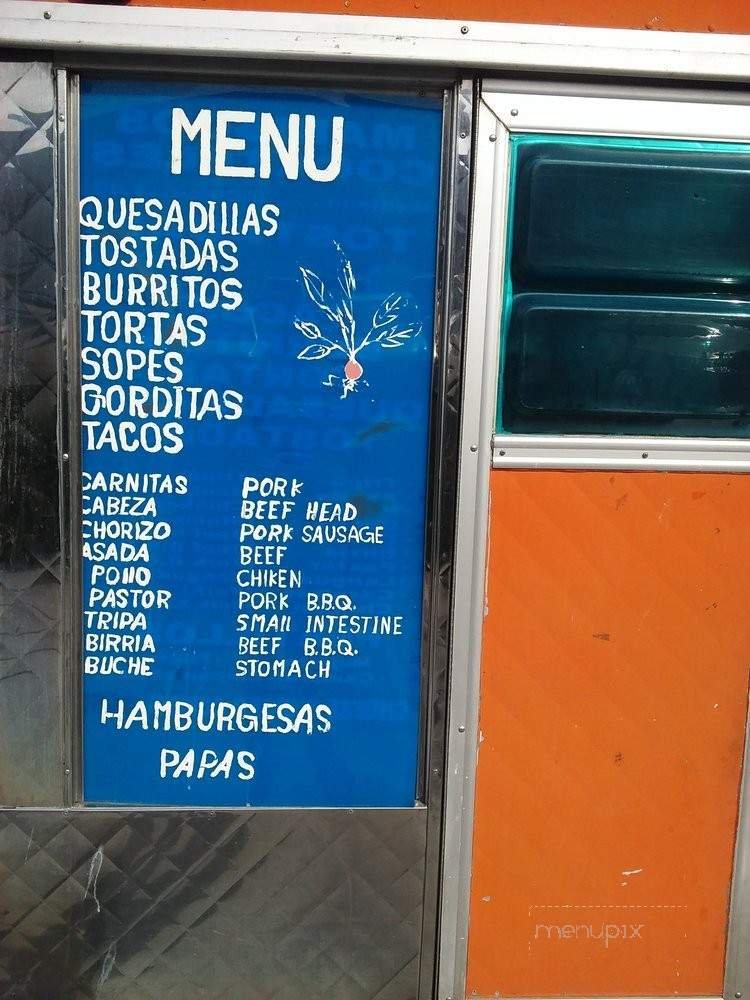 MENU
QUESADILLAS
TOSTADAS
BURRITOS
TORTAS
SOPES
GORDITAS
TACOS
CARNITAS PORK
CABEZA BEEF HEAD
CHORIZO PORK SAUSAGE
ASADA BEEF
POLLO CHIKEN
PASTOR PORK B.B.Q.
TRIPA SMALL INTESTINE
BIRRIA BEEF B.B.Q.
BUCHE STOMACH
HAMBURGESAS
PAPAS
menupix